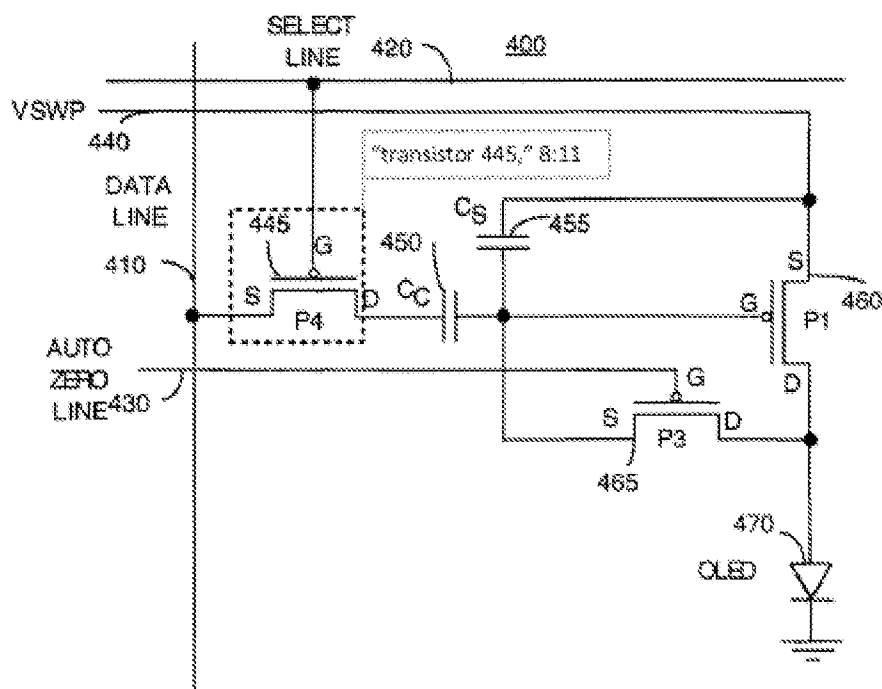 SELECT
LINE
420
400
VSWP
440
"transistor 445," 8:11
DATA
LINE
410
445
G
S
D
P4
450
CC
CS
455
S
460
G
P1
D
AUTO
ZERO
LINE
430
G
S
D
P3
465
470
OLED